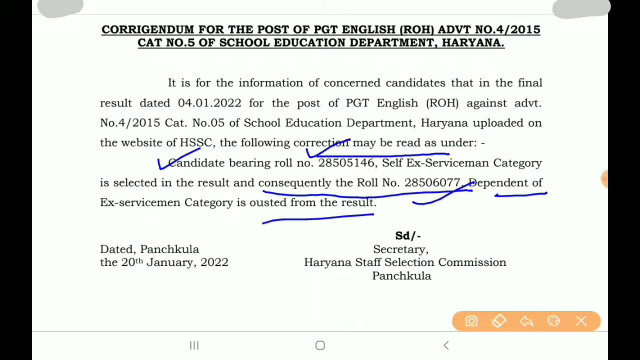 CORRIGENDUM FOR THE POST OF PGT ENGLISH (ROH) ADVT NO.4/2015
CAT NO.5 OF SCHOOL EDUCATION DEPARTMENT, HARYANA.
It is for the information of concerned candidates that in the final
result dated 04.01.2022 for the post of PGT English (ROH) against advt.
No.4/2015 Cat. No.05 of School Education Department, Haryana uploaded on
the website of HSSC, the following correction may be read as under: -
Candidate bearing roll no. 28505146, Self Ex-Serviceman Category
is selected in the result and consequently the Roll No. 28506077, Dependent of
Ex-servicemen Category is ousted from the result.
Sd/-
Dated, Panchkula Secretary,
the 20th January, 2022 Haryana Staff Selection Commission
Panchkula